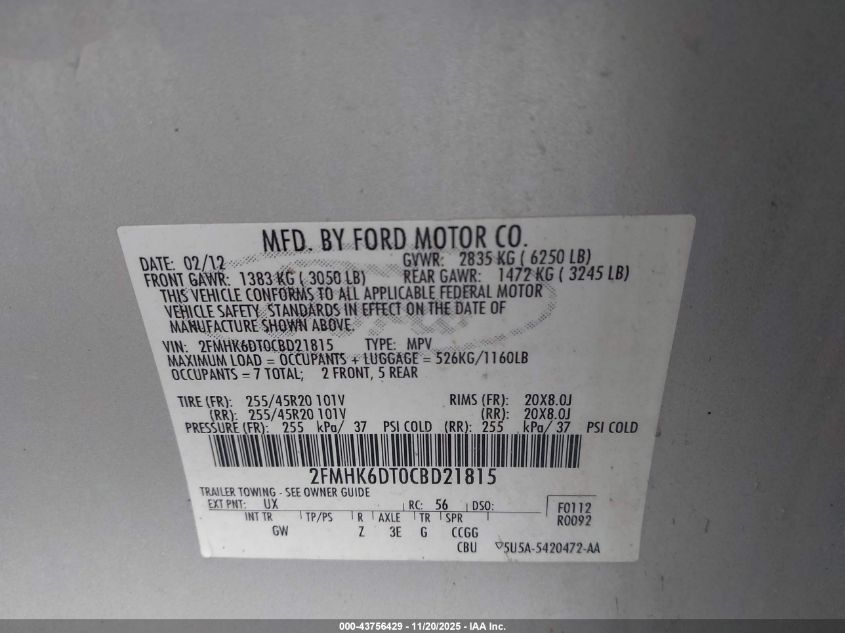 MFD. BY FORD MOTOR CO.
DATE: 02/12 GVWR: 2835 KG ( 6250 LB)
FRONT GAWR: 1383 KG ( 3050 LB) REAR GAWR: 1472 KG ( 3245 LB)
THIS VEHICLE CONFORMS TO ALL APPLICABLE FEDERAL MOTOR
VEHICLE SAFETY STANDARDS IN EFFECT ON THE DATE OF
MANUFACTURE SHOWN ABOVE.
VIN: 2FMHK6DT0CBD21815 TYPE: MPV
MAXIMUM LOAD = OCCUPANTS + LUGGAGE = 526KG/1160LB
OCCUPANTS = 7 TOTAL; 2 FRONT, 5 REAR
TIRE (FR): 255/45R20 101V RIMS (FR): 20X8.0J
(RR): 255/45R20 101V (RR): 20X8.0J
PRESSURE (FR): 255 kPa/ 37 PSI COLD (RR): 255 kPa/ 37 PSI COLD
2FMHK6DT0CBD21815
TRAILER TOWING - SEE OWNER GUIDE
EXT PNT: UX RC: 56 DSO: F0112
R0092
INT TR TP/PS R AXLE TR SPR
GW Z 3E G CCGG
CBU 5U5A-5420472-AA
000-43756429 - 11/20/2025 - IAA Inc.